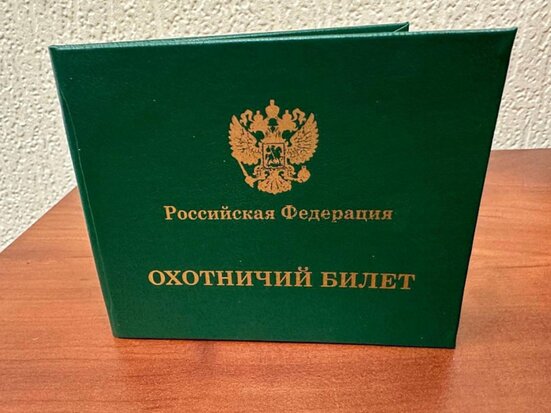 Российская Федерация
ОХОТНИЧИЙ БИЛЕТ